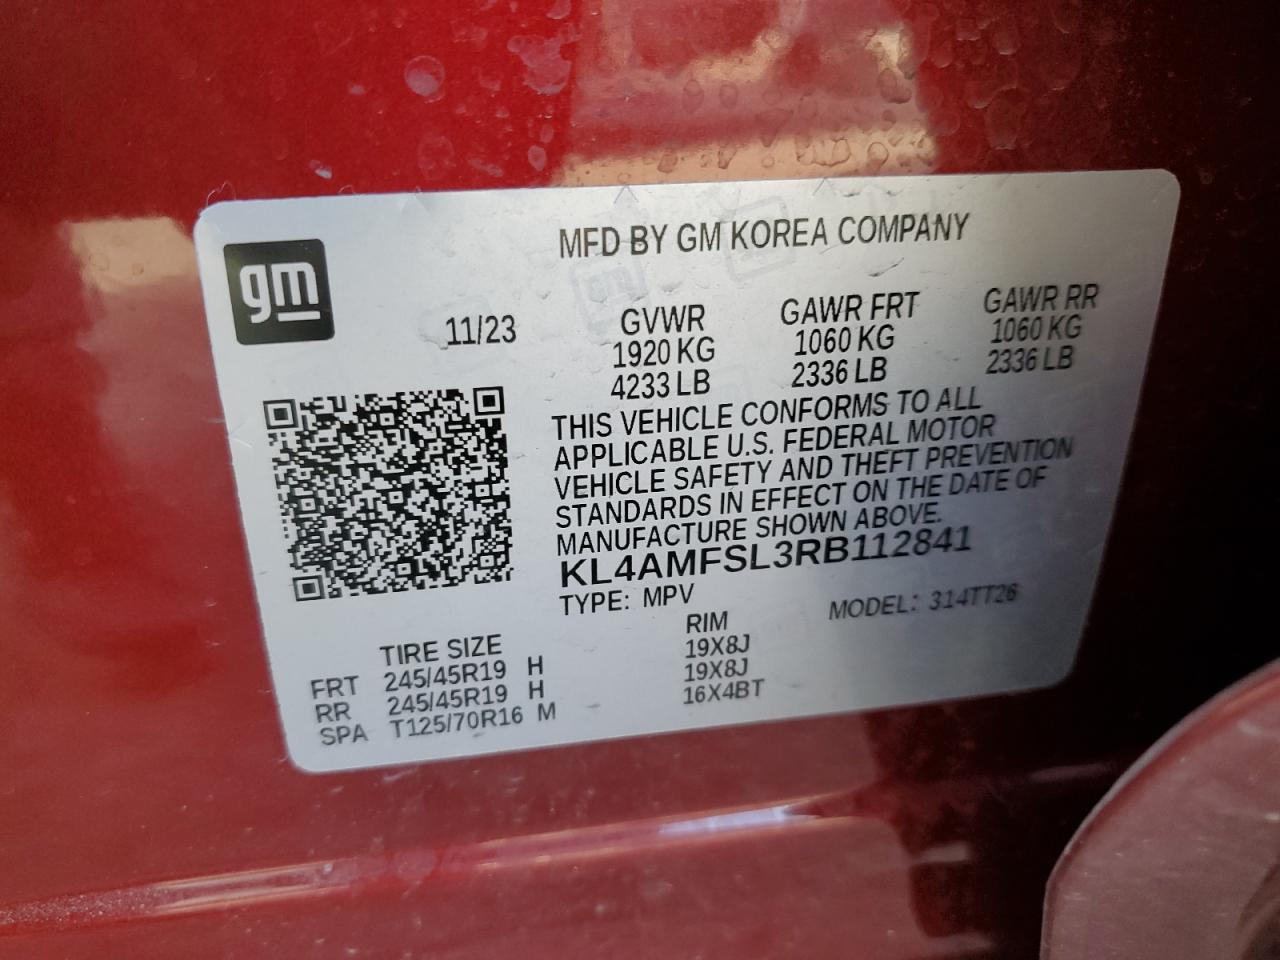 gm
MFD BY GM KOREA COMPANY
11/23
GVWR GAWR FRT GAWR RR
1920 KG 1060 KG 1060 KG
4233 LB 2336 LB 2336 LB
THIS VEHICLE CONFORMS TO ALL
APPLICABLE U.S. FEDERAL MOTOR
VEHICLE SAFETY AND THEFT PREVENTION
STANDARDS IN EFFECT ON THE DATE OF
MANUFACTURE SHOWN ABOVE.
KL4AMFSL3RB112841
TYPE: MPV MODEL: 314TT26
TIRE SIZE RIM
FRT 245/45R19 H 19X8J
RR 245/45R19 H 19X8J
SPA T125/70R16 M 16X4BT